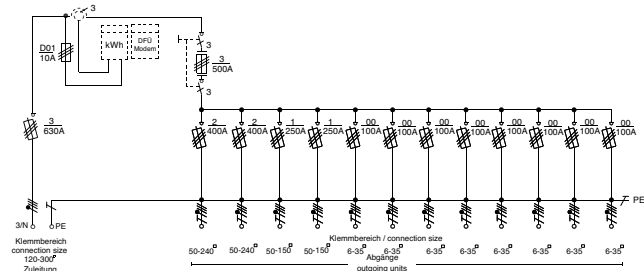 3
D01
10A
kWh
DFÜ
Modem
3
3
500A
3
3
630A
2
400A
2
400A
1
250A
1
250A
00
100A
00
100A
00
100A
00
100A
00
100A
00
100A
00
100A
00
100A
PE
3/N
PE
Klemmbereich
connection size
120-300
Zuleitung
Klemmbereich / connection size
50-240
50-240
50-150
50-150
6-35
6-35
6-35
6-35
6-35
6-35
6-35
6-35
Abgänge
outgoing units